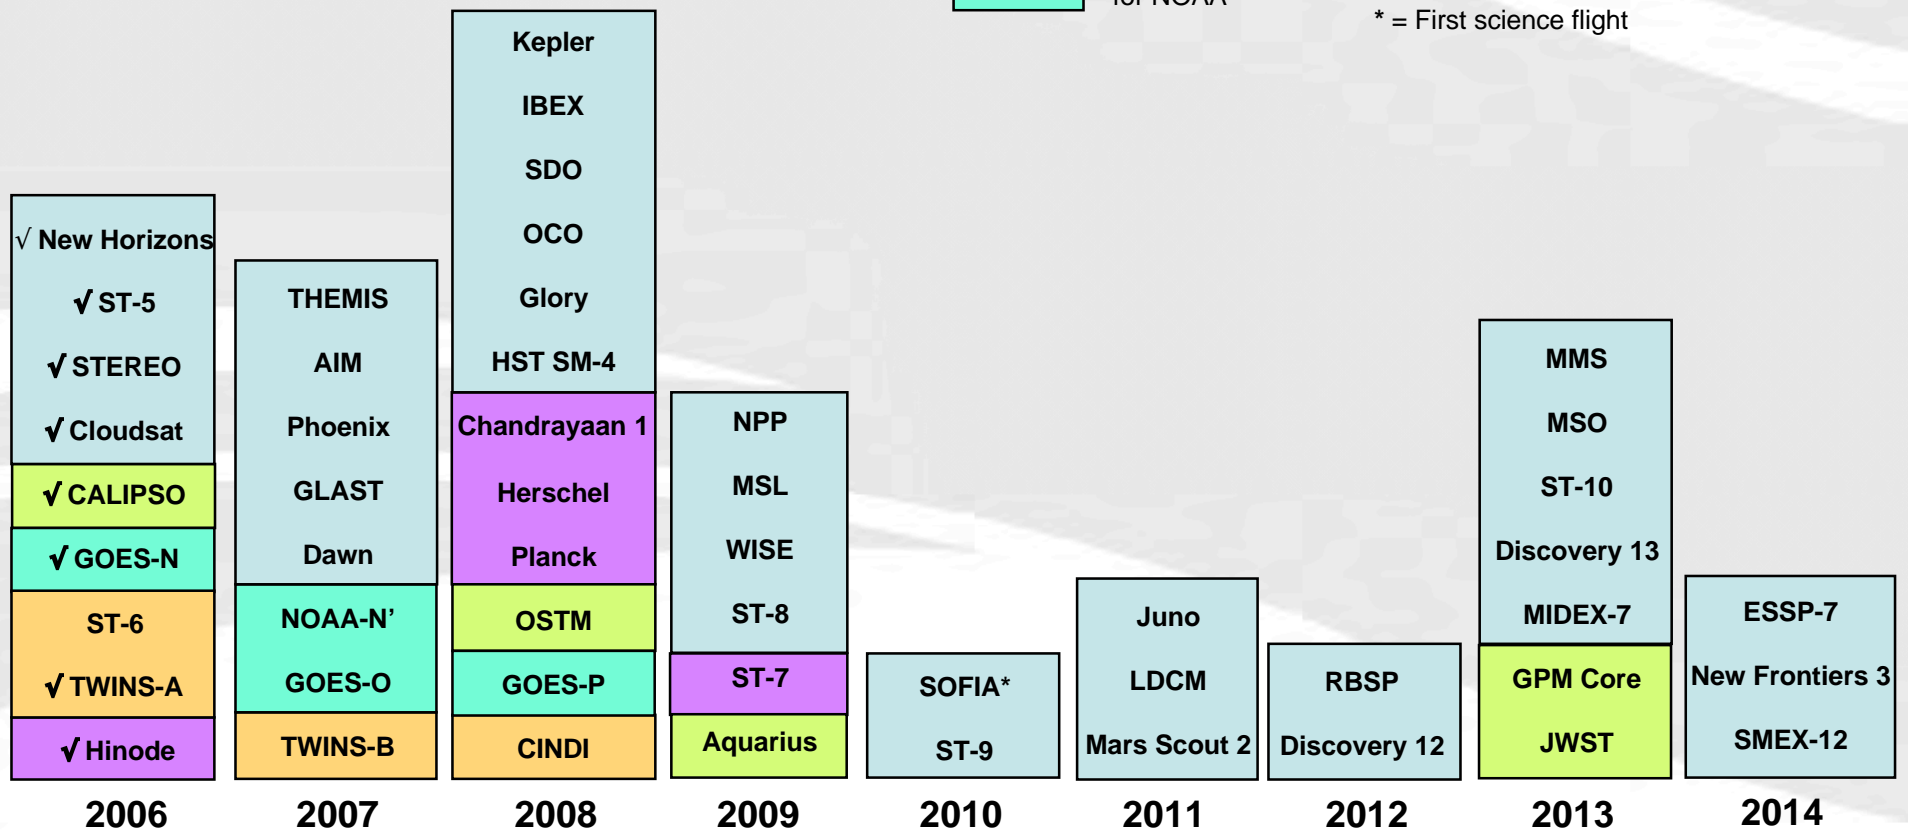 for NOAA
* = First science flight
√ New Horizons
√ ST-5
√ STEREO
√ Cloudsat
√ CALIPSO
√ GOES-N
ST-6
√ TWINS-A
√ Hinode
2006
THEMIS
AIM
Phoenix
GLAST
Dawn
NOAA-N’
GOES-O
TWINS-B
2007
Kepler
IBEX
SDO
OCO
Glory
HST SM-4
Chandrayaan 1
Herschel
Planck
OSTM
GOES-P
CINDI
2008
NPP
MSL
WISE
ST-8
ST-7
Aquarius
2009
SOFIA*
ST-9
2010
Juno
LDCM
Mars Scout 2
2011
RBSP
Discovery 12
2012
MMS
MSO
ST-10
Discovery 13
MIDEX-7
GPM Core
JWST
2013
ESSP-7
New Frontiers 3
SMEX-12
2014